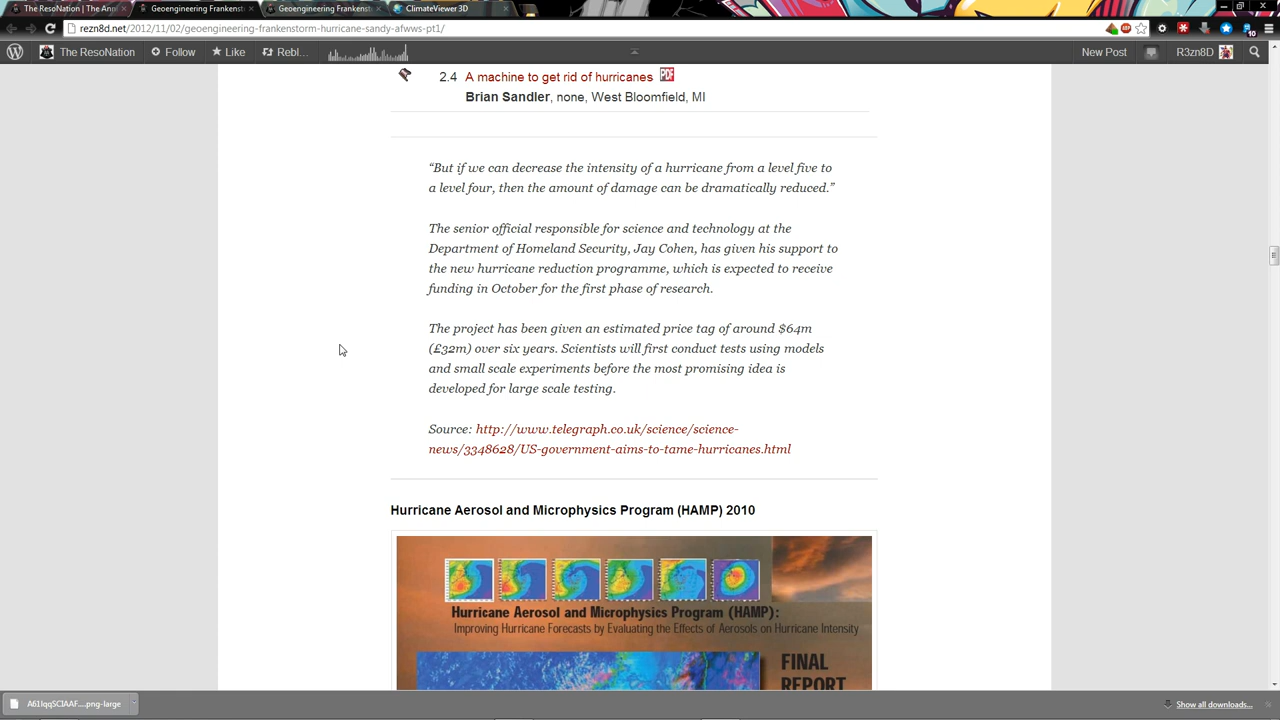 The ResoNation | The Ang
Geoengineering Frankenst
Geoengineering Frankenst
ClimateViewer 3D
rezn8d.net/2012/11/02/geoengineering-frankenstorm-hurricane-sandy-afwws-pt1/
The ResoNation
Follow
Like
Rebl...
New Post
R3zn8D
2.4 A machine to get rid of hurricanes PDF
Brian Sandler, none, West Bloomfield, MI
“But if we can decrease the intensity of a hurricane from a level five to
a level four, then the amount of damage can be dramatically reduced.”
The senior official responsible for science and technology at the
Department of Homeland Security, Jay Cohen, has given his support to
the new hurricane reduction programme, which is expected to receive
funding in October for the first phase of research.
The project has been given an estimated price tag of around $64m
(£32m) over six years. Scientists will first conduct tests using models
and small scale experiments before the most promising idea is
developed for large scale testing.
Source: http://www.telegraph.co.uk/science/science-
news/3348628/US-government-aims-to-tame-hurricanes.html
Hurricane Aerosol and Microphysics Program (HAMP) 2010
Hurricane Aerosol and Microphysics Program (HAMP):
Improving Hurricane Forecasts by Evaluating the Effects of Aerosols on Hurricane Intensity
FINAL
REPORT
Show all downloads...